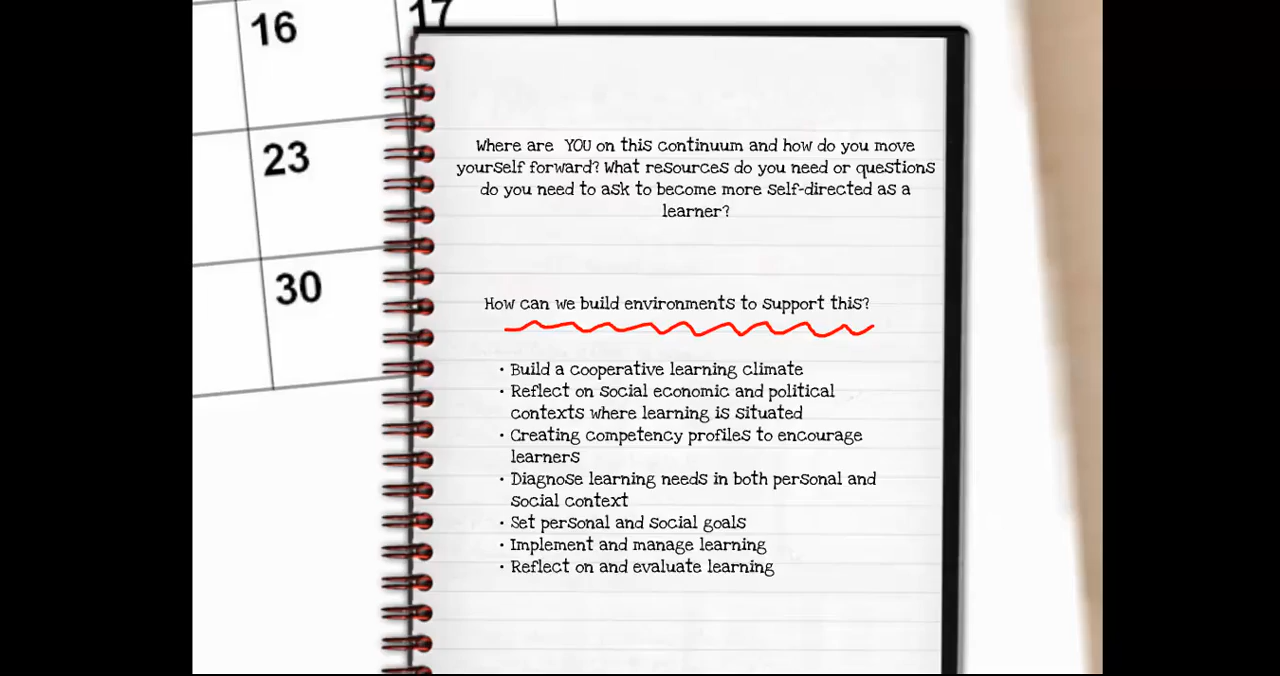 16
17
23
30
Where are YOU on this continuum and how do you move
yourself forward? What resources do you need or questions
do you need to ask to become more self-directed as a
learner?
How can we build environments to support this?
• Build a cooperative learning climate
• Reflect on social economic and political
contexts where learning is situated
• Creating competency profiles to encourage
learners
• Diagnose learning needs in both personal and
social context
• Set personal and social goals
• Implement and manage learning
• Reflect on and evaluate learning